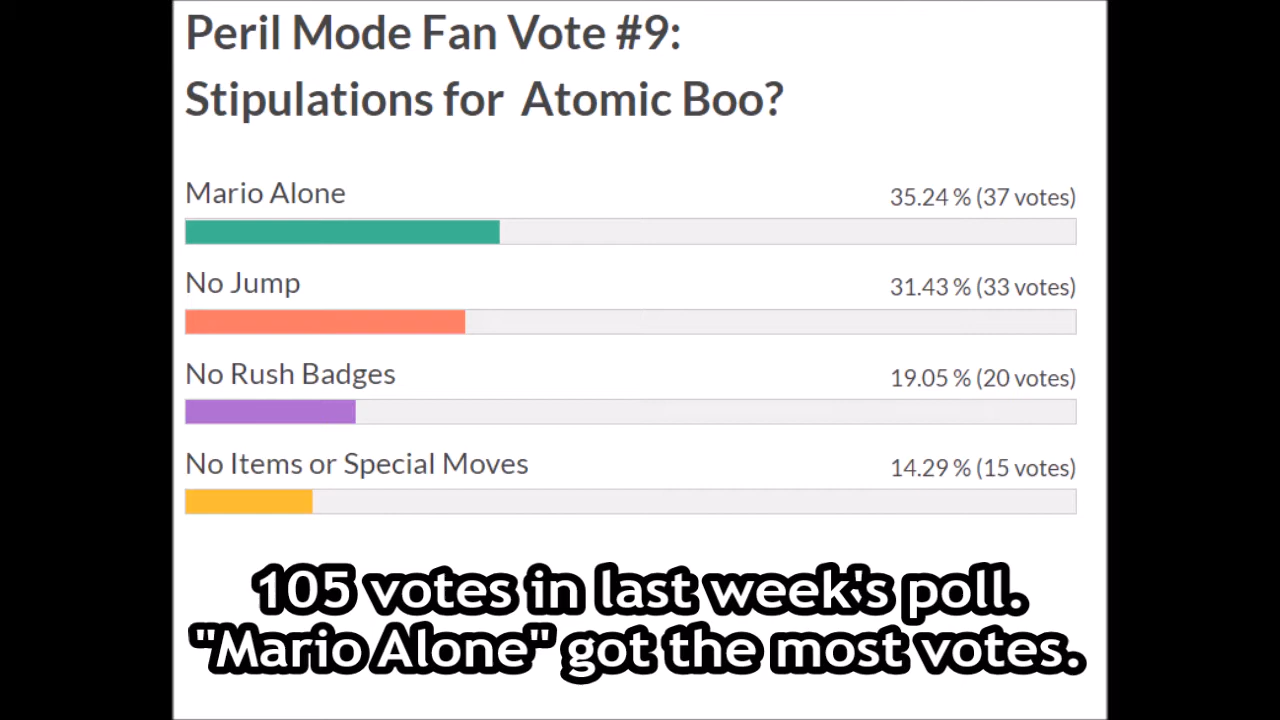 Peril Mode Fan Vote #9:
Stipulations for Atomic Boo?
Mario Alone 35.24 % (37 votes)
No Jump 31.43 % (33 votes)
No Rush Badges 19.05 % (20 votes)
No Items or Special Moves 14.29 % (15 votes)
105 votes in last week's poll.
"Mario Alone" got the most votes.